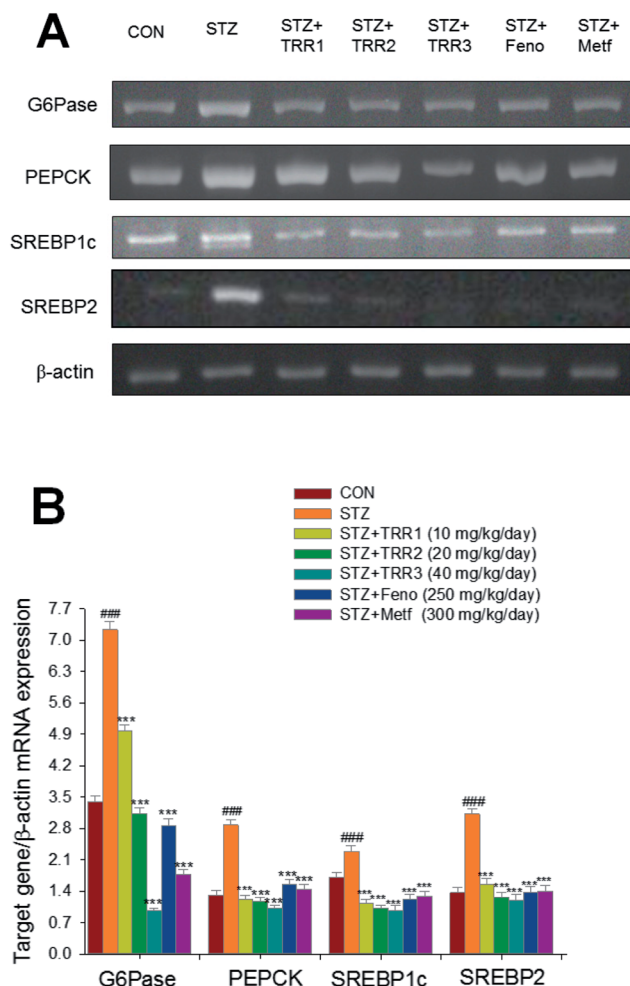 A
CON STZ STZ+ STZ+ STZ+ STZ+ STZ+
TRR1 TRR2 TRR3 Feno Metf
G6Pase
PEPCK
SREBP1c
SREBP2
β-actin
B
CON
STZ
STZ+TRR1 (10 mg/kg/day)
STZ+TRR2 (20 mg/kg/day)
STZ+TRR3 (40 mg/kg/day)
STZ+Feno (250 mg/kg/day)
STZ+Metf (300 mg/kg/day)
Target gene/β-actin mRNA expression
7.7
7.0
6.3
5.6
4.9
4.2
3.5
2.8
2.1
1.4
0.7
0.0
### *** *** *** *** ***
### *** *** *** *** ***
### *** *** *** *** ***
### *** *** *** *** ***
G6Pase PEPCK SREBP1c SREBP2